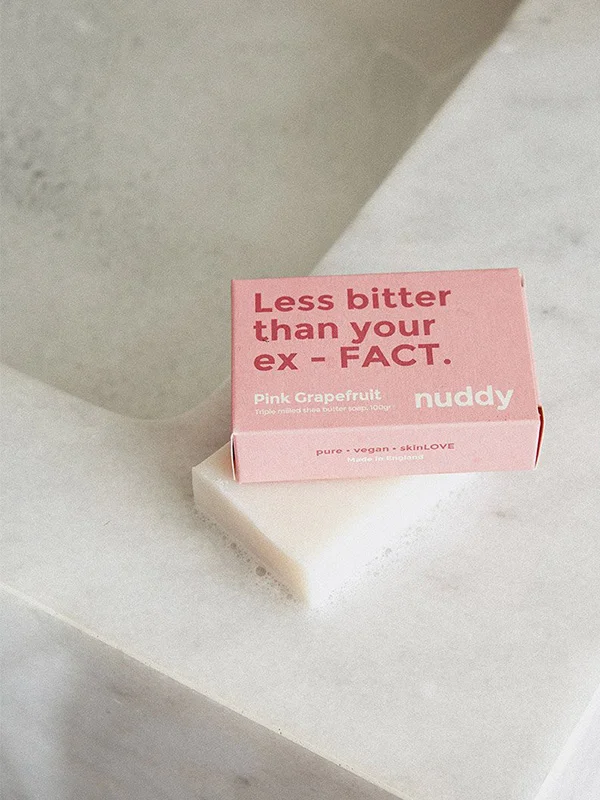 Less bitter
than your
ex - FACT.
Pink Grapefruit
Triple milled shea butter soap, 100gr
nuddy
pure • vegan • skinLOVE
Made in England